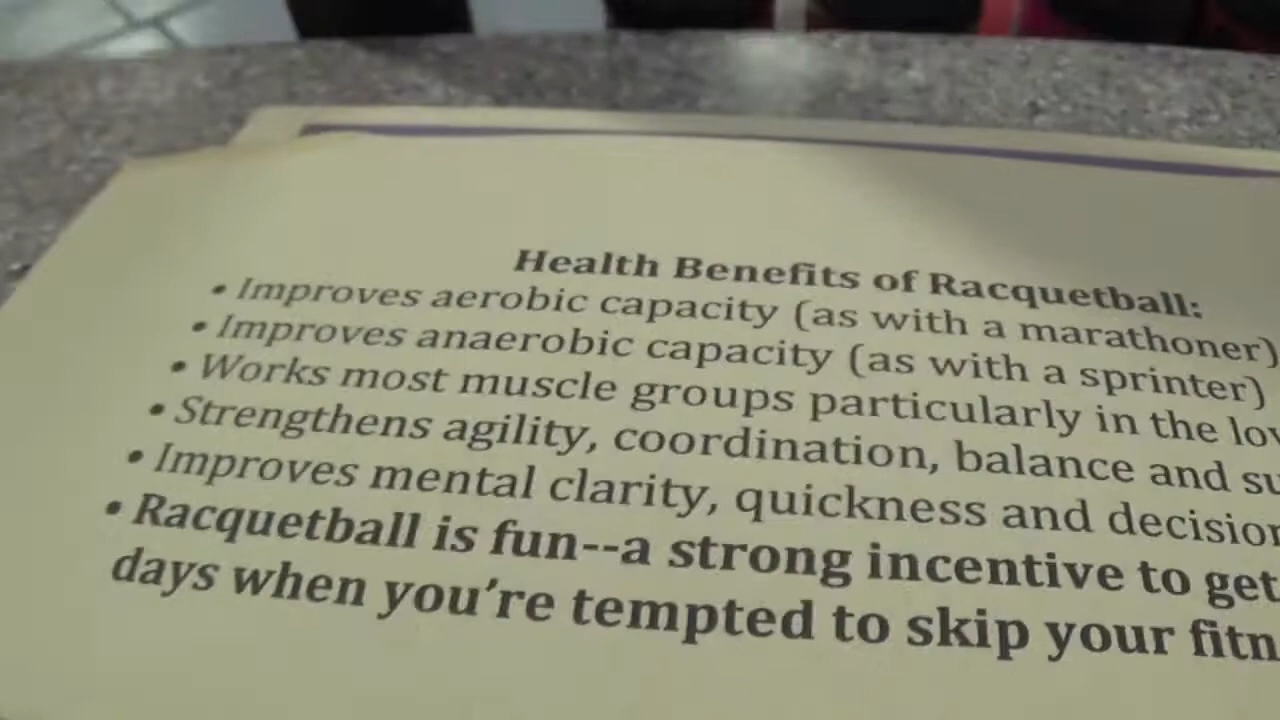 Health Benefits of Racquetball:
• Improves aerobic capacity (as with a marathoner)
• Improves anaerobic capacity (as with a sprinter)
• Works most muscle groups particularly in the
• Strengthens agility, coordination, balance and
• Improves mental clarity, quickness and
• Racquetball is fun--a strong incentive to get
days when you're tempted to skip your